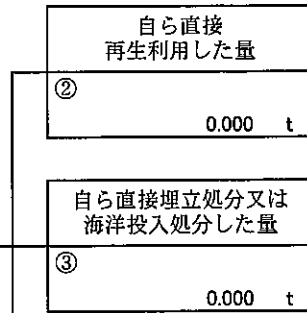 自ら直接
再生利用した量
②
0.000 t
自ら直接埋立処分又は
海洋投入処分した量
③
0.000 t